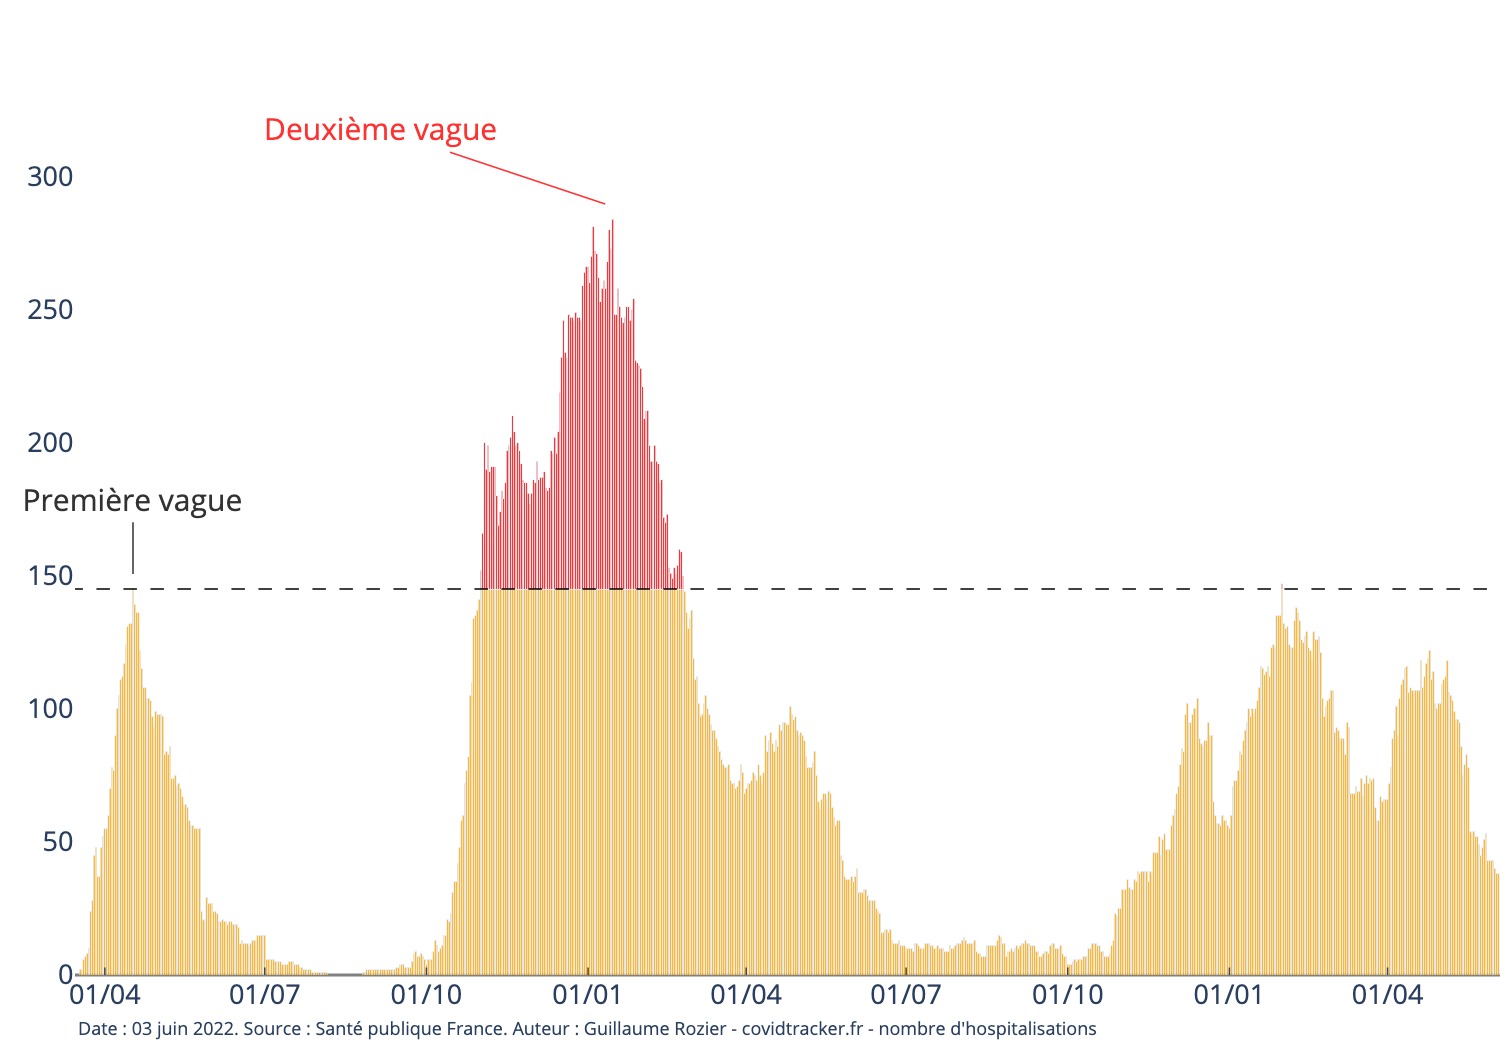 Deuxième vague
300
250
200
Première vague
150
100
50
0
01/04 01/07 01/10 01/01 01/04 01/07 01/10 01/01 01/04
Date : 03 juin 2022. Source : Santé publique France. Auteur : Guillaume Rozier - covidtracker.fr - nombre d'hospitalisations